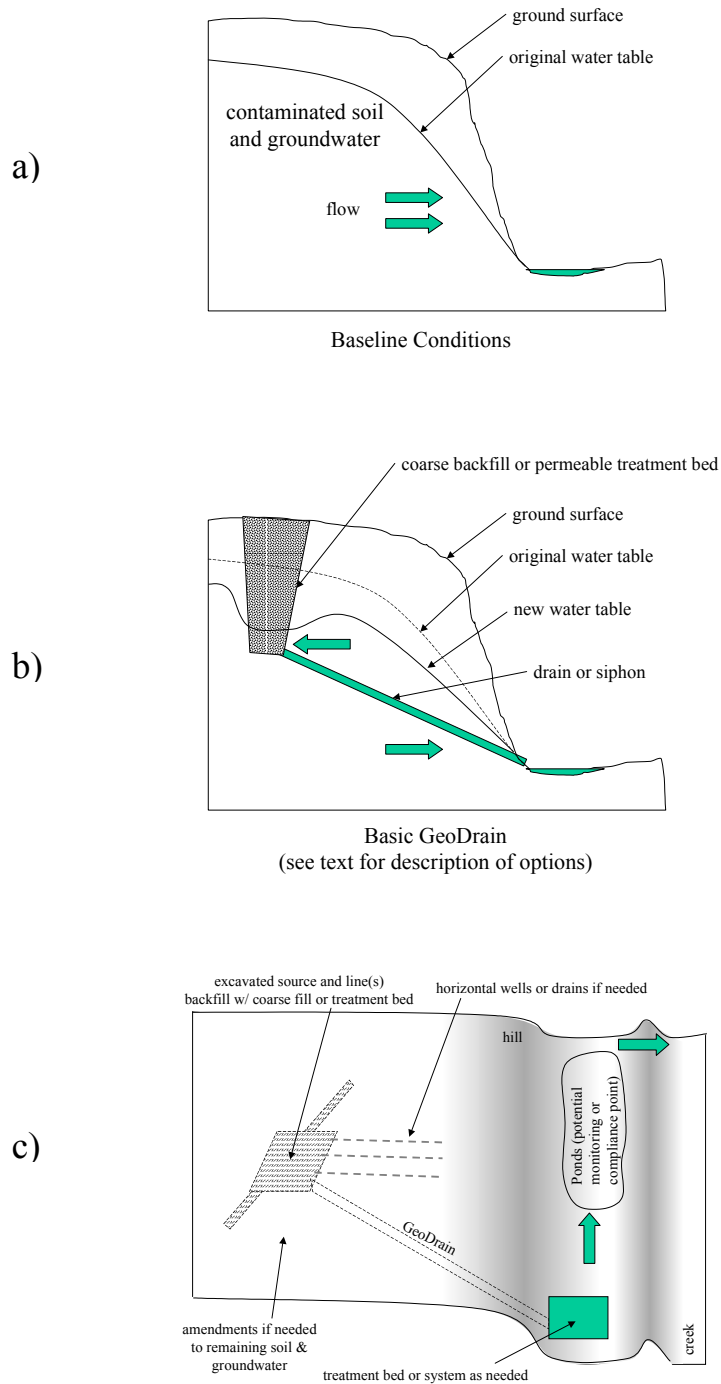 a)
ground surface
original water table
contaminated soil
and groundwater
flow
Baseline Conditions
b)
coarse backfill or permeable treatment bed
ground surface
original water table
new water table
drain or siphon
Basic GeoDrain
(see text for description of options)
c)
excavated source and line(s)
backfill w/ coarse fill or treatment bed
horizontal wells or drains if needed
hill
Ponds (potential
monitoring or
compliance point)
GeoDrain
amendments if needed
to remaining soil &
groundwater
treatment bed or system as needed
creek